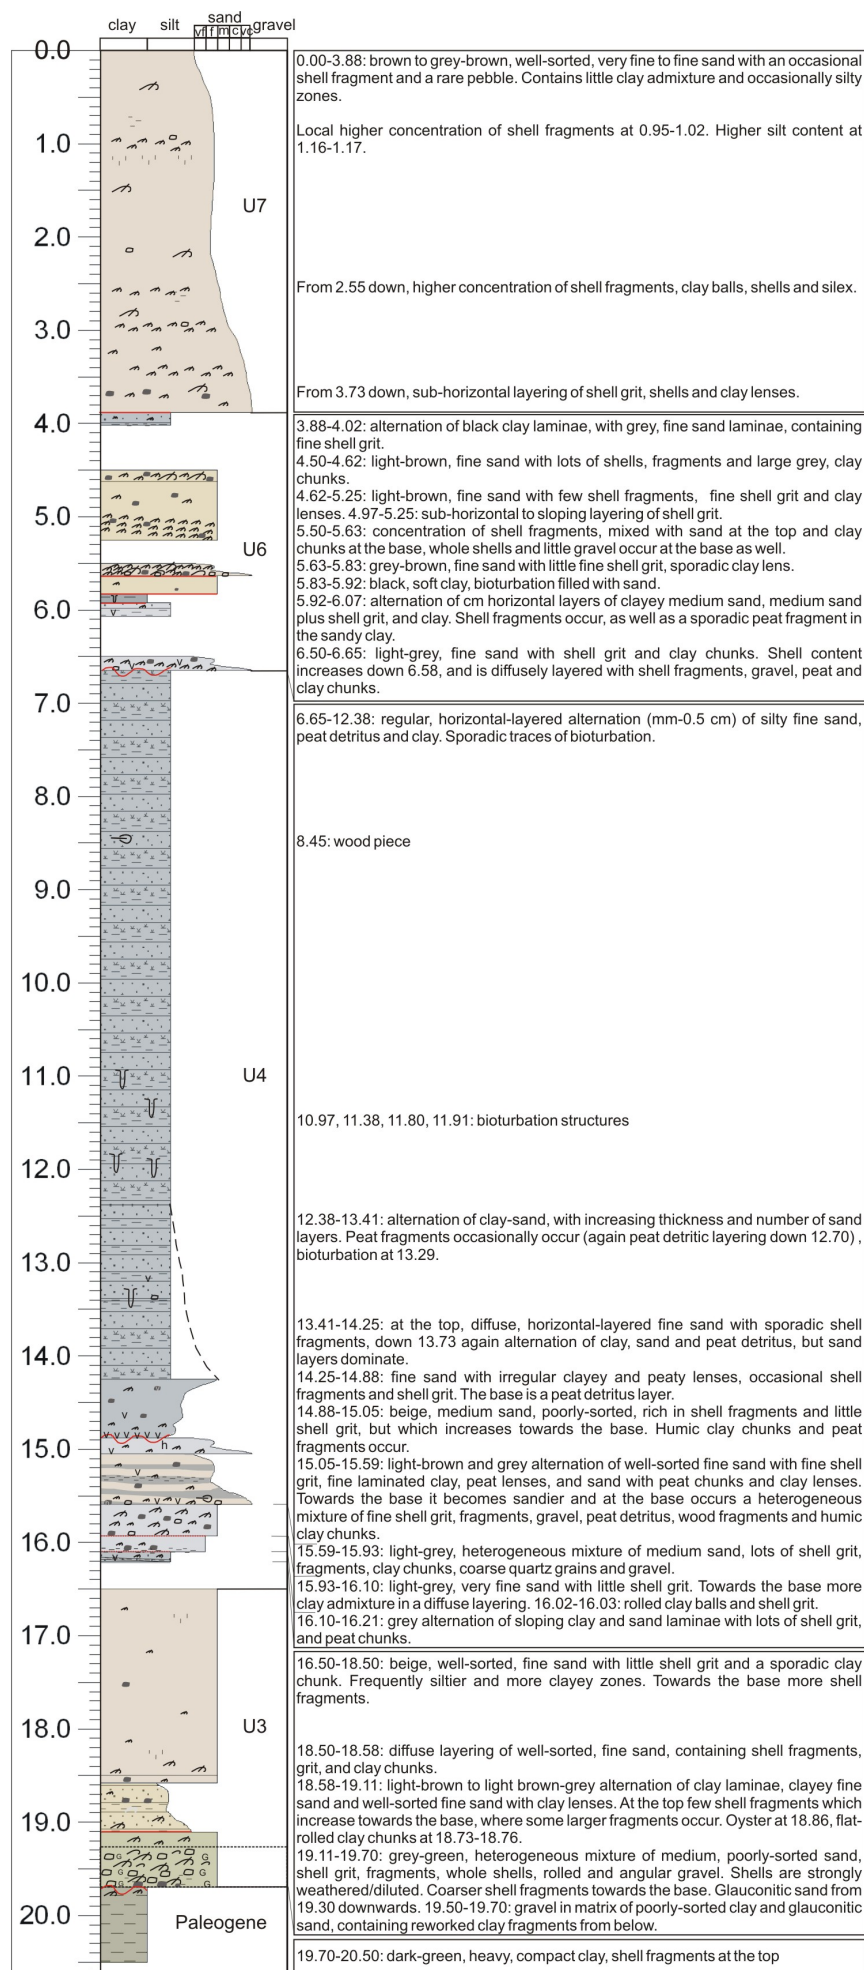 sand
clay silt gravel
vf f m c vc
0.0
0.00-3.88: brown to grey-brown, well-sorted, very fine to fine sand with an occasional
shell fragment and a rare pebble. Contains little clay admixture and occasionally silty
zones.
Local higher concentration of shell fragments at 0.95-1.02. Higher silt content at
1.16-1.17.
1.0
U7
2.0
From 2.55 down, higher concentration of shell fragments, clay balls, shells and silex.
3.0
From 3.73 down, sub-horizontal layering of shell grit, shells and clay lenses.
4.0
3.88-4.02: alternation of black clay laminae, with grey, fine sand laminae, containing
fine shell grit.
4.50-4.62: light-brown, fine sand with lots of shells, fragments and large grey, clay
chunks.
4.62-5.25: light-brown, fine sand with few shell fragments, fine shell grit and clay
lenses. 4.97-5.25: sub-horizontal to sloping layering of shell grit.
5.0
U6
5.50-5.63: concentration of shell fragments, mixed with sand at the top and clay
chunks at the base, whole shells and little gravel occur at the base as well.
5.63-5.83: grey-brown, fine sand with little fine shell grit, sporadic clay lens.
5.83-5.92: black, soft clay, bioturbation filled with sand.
5.92-6.07: alternation of cm horizontal layers of clayey medium sand, medium sand
plus shell grit, and clay. Shell fragments occur, as well as a sporadic peat fragment in
the sandy clay.
6.0
v
6.50-6.65: light-grey, fine sand with shell grit and clay chunks. Shell content
increases down 6.58, and is diffusely layered with shell fragments, gravel, peat and
clay chunks.
v v
7.0
6.65-12.38: regular, horizontal-layered alternation (mm-0.5 cm) of silty fine sand,
peat detritus and clay. Sporadic traces of bioturbation.
8.0
8.45: wood piece
9.0
10.0
11.0
U4
10.97, 11.38, 11.80, 11.91: bioturbation structures
12.0
12.38-13.41: alternation of clay-sand, with increasing thickness and number of sand
layers. Peat fragments occasionally occur (again peat detritic layering down 12.70) ,
bioturbation at 13.29.
13.0
v
13.41-14.25: at the top, diffuse, horizontal-layered fine sand with sporadic shell
fragments, down 13.73 again alternation of clay, sand and peat detritus, but sand
layers dominate.
14.0
14.25-14.88: fine sand with irregular clayey and peaty lenses, occasional shell
fragments and shell grit. The base is a peat detritus layer.
v
v v v v v v
14.88-15.05: beige, medium sand, poorly-sorted, rich in shell fragments and little
shell grit, but which increases towards the base. Humic clay chunks and peat
fragments occur.
15.0
v h
15.05-15.59: light-brown and grey alternation of well-sorted fine sand with fine shell
grit, fine laminated clay, peat lenses, and sand with peat chunks and clay lenses.
Towards the base it becomes sandier and at the base occurs a heterogeneous
mixture of fine shell grit, fragments, gravel, peat detritus, wood fragments and humic
clay chunks.
v
v v
16.0
15.59-15.93: light-grey, heterogeneous mixture of medium sand, lots of shell grit,
fragments, clay chunks, coarse quartz grains and gravel.
15.93-16.10: light-grey, very fine sand with little shell grit. Towards the base more
clay admixture in a diffuse layering. 16.02-16.03: rolled clay balls and shell grit.
16.10-16.21: grey alternation of sloping clay and sand laminae with lots of shell grit,
and peat chunks.
v
17.0
16.50-18.50: beige, well-sorted, fine sand with little shell grit and a sporadic clay
chunk. Frequently siltier and more clayey zones. Towards the base more shell
fragments.
18.0
U3
18.50-18.58: diffuse layering of well-sorted, fine sand, containing shell fragments,
grit, and clay chunks.
18.58-19.11: light-brown to light brown-grey alternation of clay laminae, clayey fine
sand and well-sorted fine sand with clay lenses. At the top few shell fragments which
increase towards the base, where some larger fragments occur. Oyster at 18.86, flat-
rolled clay chunks at 18.73-18.76.
19.0
19.11-19.70: grey-green, heterogeneous mixture of medium, poorly-sorted sand,
shell grit, fragments, whole shells, rolled and angular gravel. Shells are strongly
weathered/diluted. Coarser shell fragments towards the base. Glauconitic sand from
19.30 downwards. 19.50-19.70: gravel in matrix of poorly-sorted clay and glauconitic
sand, containing reworked clay fragments from below.
G G
G G
G G
20.0
Paleogene
19.70-20.50: dark-green, heavy, compact clay, shell fragments at the top